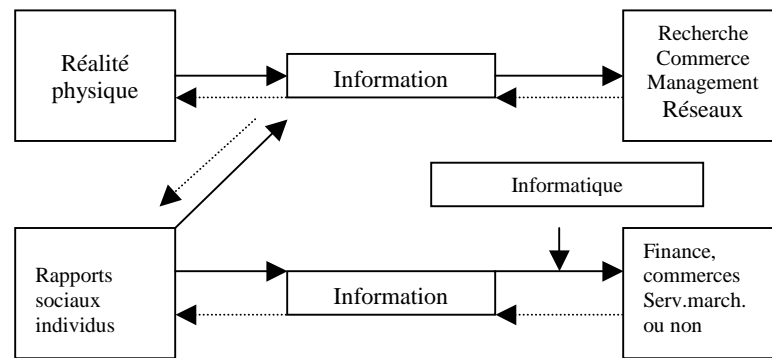 Réalité
physique
Information
Recherche
Commerce
Management
Réseaux
Informatique
Rapports
sociaux
individus
Information
Finance,
commerces
Serv.march.
ou non